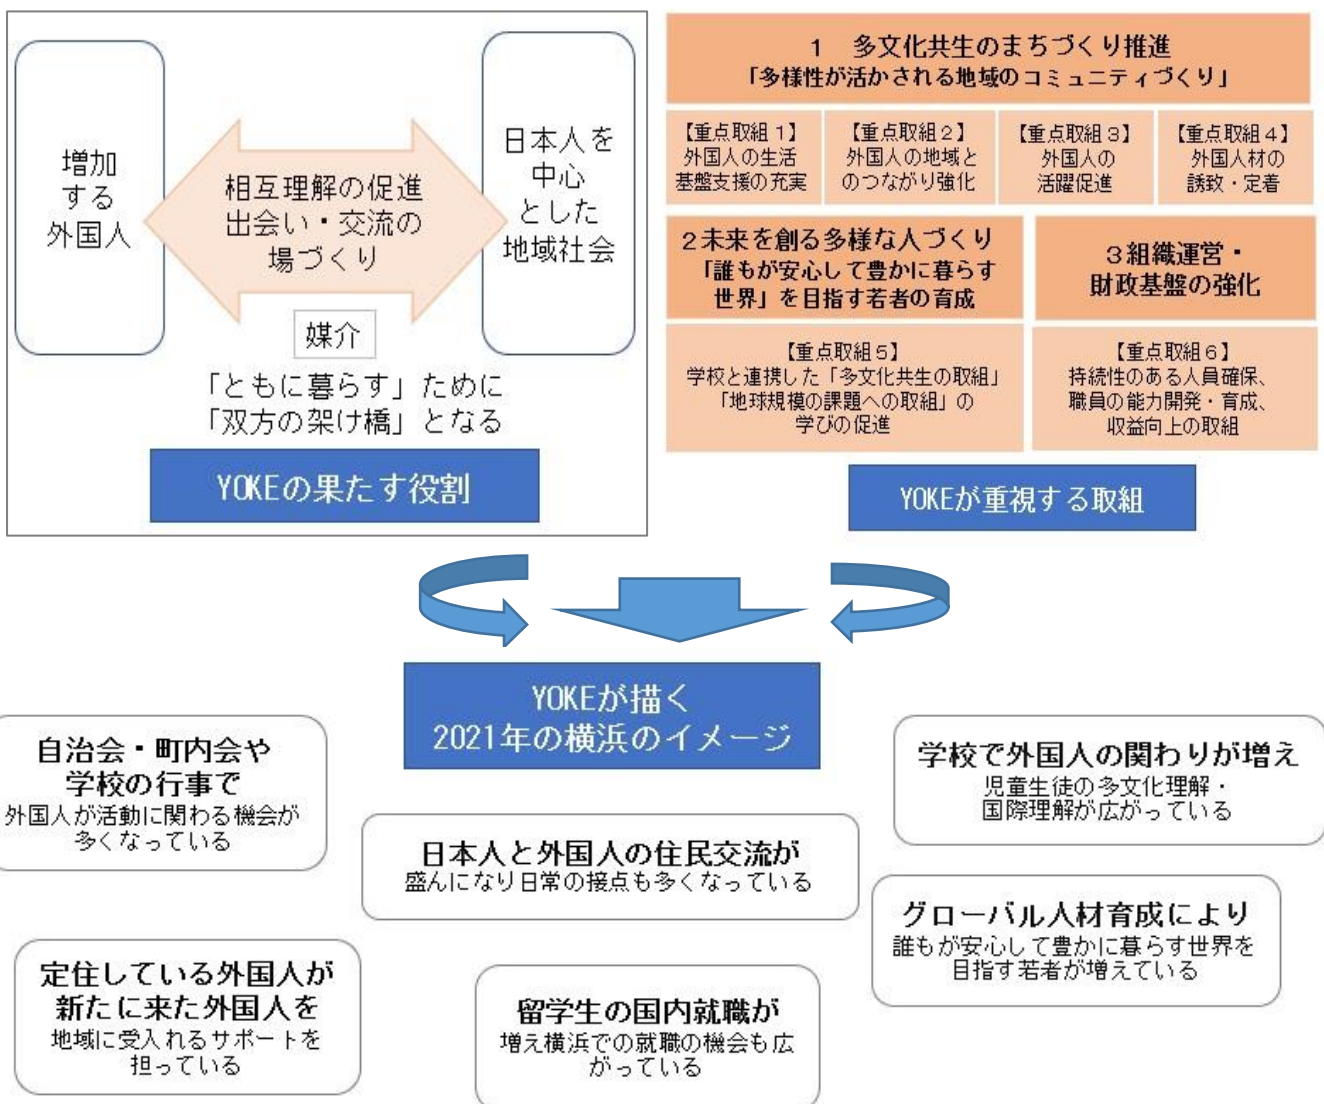 増加
する
外国人
相互理解の促進
出会い・交流の
場づくり
日本人を
中心
とした
地域社会
媒介
「ともに暮らす」ために
「双方の架け橋」となる
YOKEの果たす役割
1　多文化共生のまちづくり推進
「多様性が活かされる地域のコミュニティづくり」
【重点取組1】
外国人の生活
基盤支援の充実
【重点取組2】
外国人の地域と
のつながり強化
【重点取組3】
外国人の
活躍促進
【重点取組4】
外国人材の
誘致・定着
2未来を創る多様な人づくり
「誰もが安心して豊かに暮らす
世界」を目指す若者の育成
3組織運営・
財政基盤の強化
【重点取組5】
学校と連携した「多文化共生の取組」
「地球規模の課題への取組」の
学びの促進
【重点取組6】
持続性のある人員確保、
職員の能力開発・育成、
収益向上の取組
YOKEが重視する取組
YOKEが描く
2021年の横浜のイメージ
自治会・町内会や
学校の行事で
外国人が活動に関わる機会が
多くなっている
日本人と外国人の住民交流が
盛んになり日常の接点も多くなっている
学校で外国人の関わりが増え
児童生徒の多文化理解・
国際理解が広がっている
グローバル人材育成により
誰もが安心して豊かに暮らす世界を
目指す若者が増えている
定住している外国人が
新たに来た外国人を
地域に受入れるサポートを
担っている
留学生の国内就職が
増え横浜での就職の機会も広
がっている